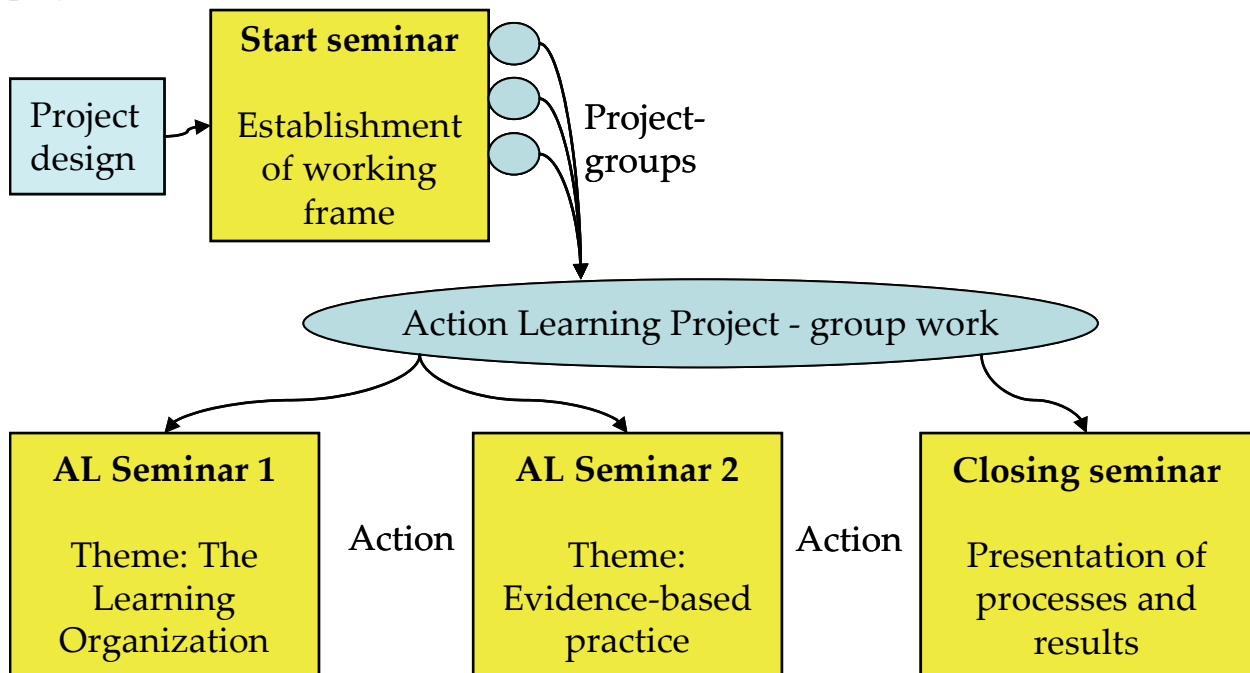 Start seminar
Establishment
of working
frame
Project
design
Project-
groups
Action Learning Project - group work
AL Seminar 1
Theme: The
Learning
Organization
Action
AL Seminar 2
Theme:
Evidence-based
practice
Action
Closing seminar
Presentation of
processes and
results